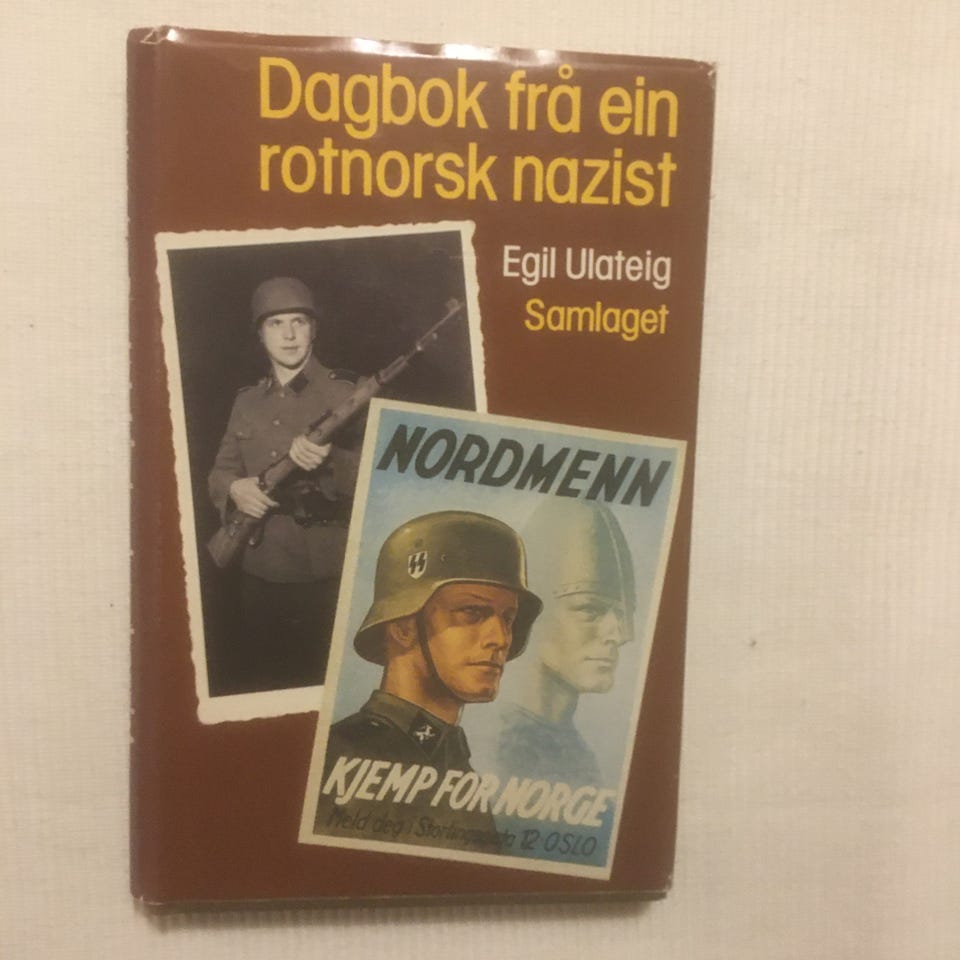 Dagbok frå ein
rotnorsk nazist
Egil Ulateig
Samlaget
NORDMENN
KJEMP FOR NORGE
Meld deg i Stortingsgata 12 OSLO